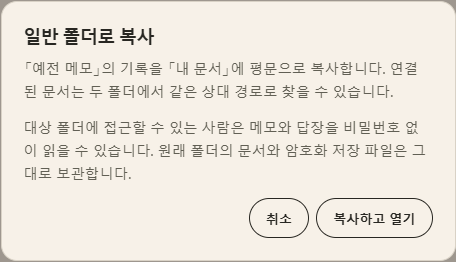 일반 폴더로 복사
「예전 메모」의 기록을 「내 문서」에 평문으로 복사합니다. 연결
된 문서는 두 폴더에서 같은 상대 경로로 찾을 수 있습니다.
대상 폴더에 접근할 수 있는 사람은 메모와 답장을 비밀번호 없
이 읽을 수 있습니다. 원래 폴더의 문서와 암호화 저장 파일은 그
대로 보관합니다.
취소
복사하고 열기